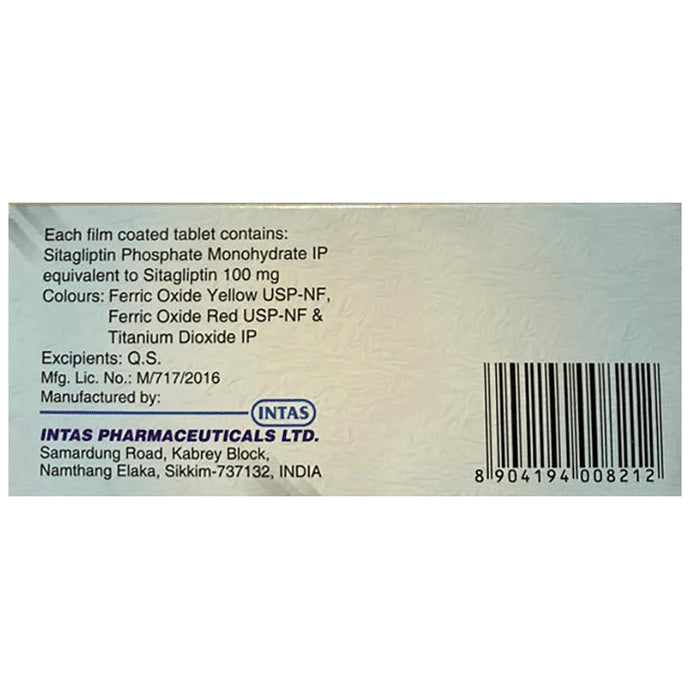 Each film coated tablet contains:
Sitagliptin Phosphate Monohydrate IP
equivalent to Sitagliptin 100 mg
Colours: Ferric Oxide Yellow USP-NF,
Ferric Oxide Red USP-NF &
Titanium Dioxide IP
Excipients: Q.S.
Mfg. Lic. No.: M/717/2016
Manufactured by:
INTAS
INTAS PHARMACEUTICALS LTD.
Samardung Road, Kabrey Block,
Namthang Elaka, Sikkim-737132, INDIA
8 904194 008212